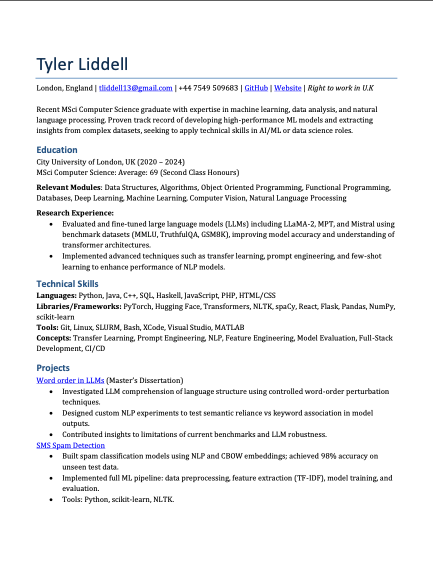 Tyler Liddell
London, England | tliddell13@gmail.com | +44 7549 509683 | GitHub | Website | Right to work in U.K
Recent MSci Computer Science graduate with expertise in machine learning, data analysis, and natural
language processing. Proven track record of developing high-performance ML models and extracting
insights from complex datasets, seeking to apply technical skills in AI/ML or data science roles.
Education
City University of London, UK (2020 – 2024)
MSci Computer Science: Average: 69 (Second Class Honours)
Relevant Modules: Data Structures, Algorithms, Object Oriented Programming, Functional Programming,
Databases, Deep Learning, Machine Learning, Computer Vision, Natural Language Processing
Research Experience:
• Evaluated and fine-tuned large language models (LLMs) including LLaMA-2, MPT, and Mistral using
benchmark datasets (MMLU, TruthfulQA, GSM8K), improving model accuracy and understanding of
transformer architectures.
• Implemented advanced techniques such as transfer learning, prompt engineering, and few-shot
learning to enhance performance of NLP models.
Technical Skills
Languages: Python, Java, C++, SQL, Haskell, JavaScript, PHP, HTML/CSS
Libraries/Frameworks: PyTorch, Hugging Face, Transformers, NLTK, spaCy, React, Flask, Pandas, NumPy,
scikit-learn
Tools: Git, Linux, SLURM, Bash, XCode, Visual Studio, MATLAB
Concepts: Transfer Learning, Prompt Engineering, NLP, Feature Engineering, Model Evaluation, Full-Stack
Development, CI/CD
Projects
Word order in LLMs (Master's Dissertation)
• Investigated LLM comprehension of language structure using controlled word-order perturbation
techniques.
• Designed custom NLP experiments to test semantic reliance vs keyword association in model
outputs.
• Contributed insights to limitations of current benchmarks and LLM robustness.
SMS Spam Detection
• Built spam classification models using NLP and CBOW embeddings; achieved 98% accuracy on
unseen test data.
• Implemented full ML pipeline: data preprocessing, feature extraction (TF-IDF), model training, and
evaluation.
• Tools: Python, scikit-learn, NLTK.